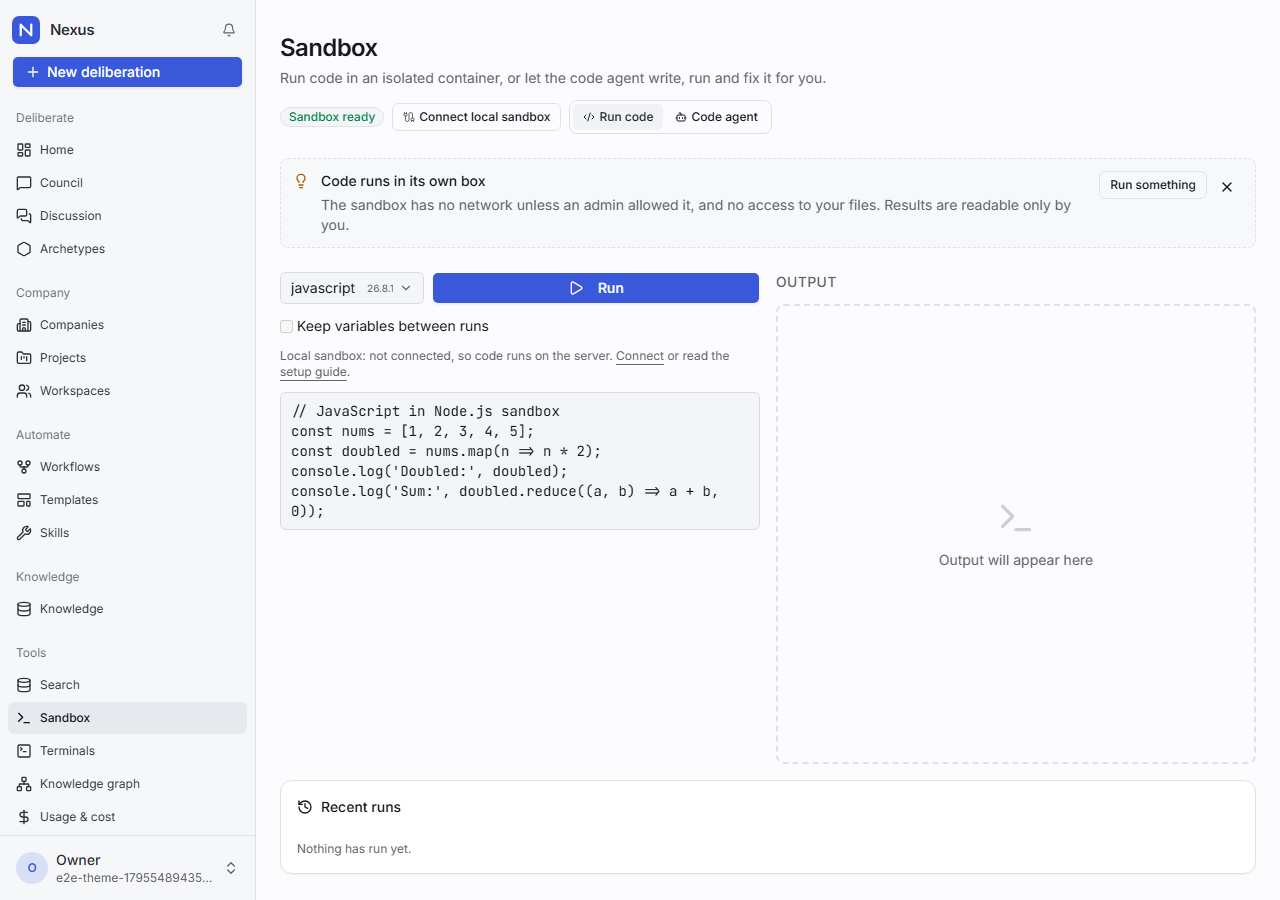 Nexus
New deliberation
Deliberate
Home
Council
Discussion
Archetypes
Company
Companies
Projects
Workspaces
Automate
Workflows
Templates
Skills
Knowledge
Knowledge
Tools
Search
Sandbox
Terminals
Knowledge graph
Usage & cost
O
Owner
e2e-theme-17955489435...
Sandbox
Run code in an isolated container, or let the code agent write, run and fix it for you.
Sandbox ready
Connect local sandbox
Run code
Code agent
Code runs in its own box
The sandbox has no network unless an admin allowed it, and no access to your files. Results are readable only by
you.
Run something
javascript 26.8.1
Run
Keep variables between runs
Local sandbox: not connected, so code runs on the server. Connect or read the
setup guide.
// JavaScript in Node.js sandbox
const nums = [1, 2, 3, 4, 5];
const doubled = nums.map(n => n * 2);
console.log('Doubled:', doubled);
console.log('Sum:', doubled.reduce((a, b) => a + b,
0));
OUTPUT
Output will appear here
Recent runs
Nothing has run yet.